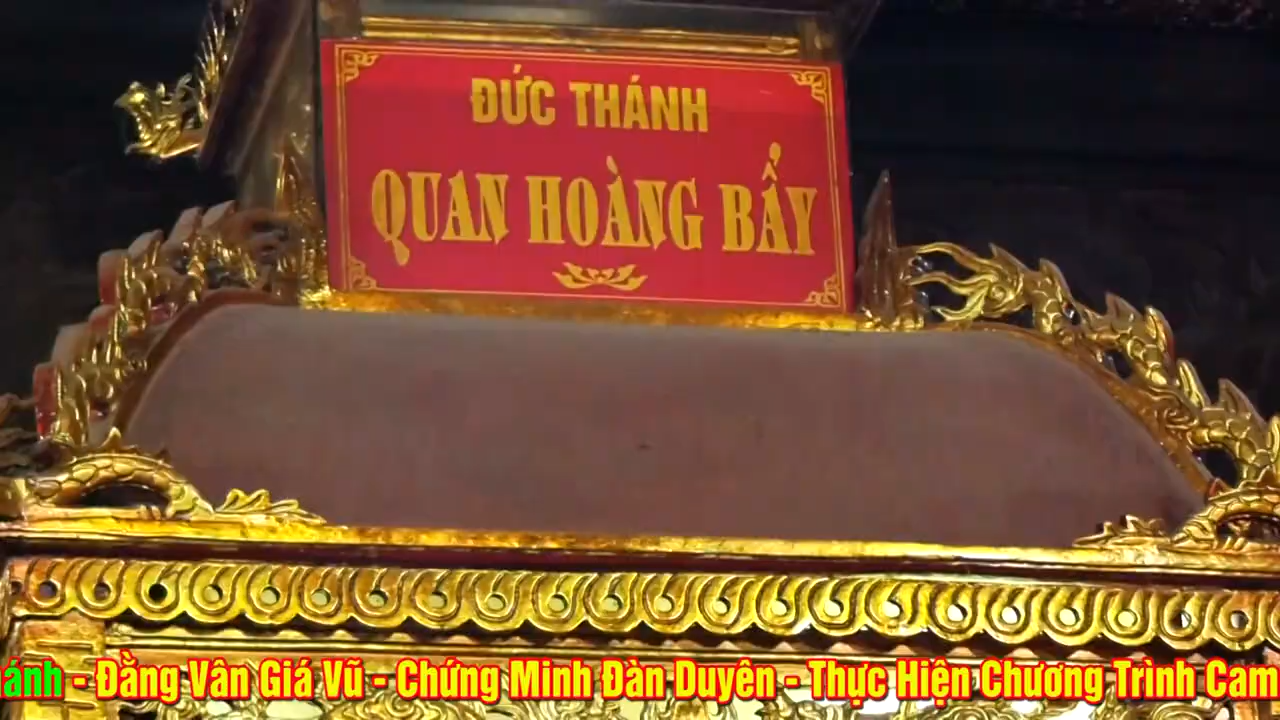 ĐỨC THÁNH
QUAN HOÀNG BẨY
ánh - Đằng Vân Giá Vũ - Chứng Minh Đàn Duyên - Thực Hiện Chương Trình Cam